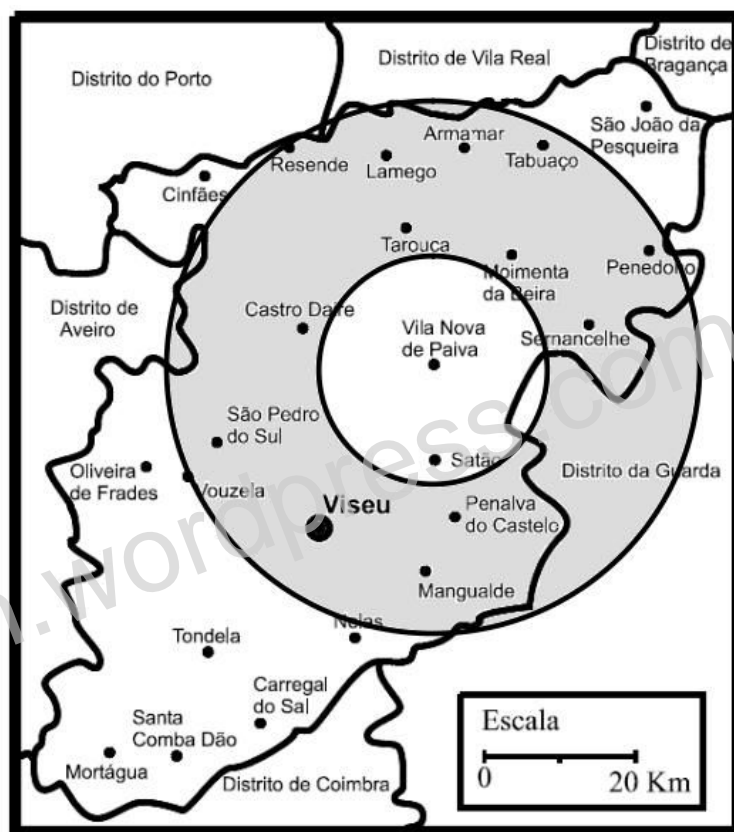 Distrito do Porto
Distrito de Vila Real
Distrito de
Bragança
São João da
Pesqueira
Armamar
Tabuaço
Resende
Lamego
Cinfães
Tarouca
Moimenta
da Beira
Penedono
Distrito de
Aveiro
Castro Daire
Vila Nova
de Paiva
Sernancelhe
São Pedro
do Sul
Oliveira
de Frades
Vouzela
Satão
Distrito da Guarda
Viseu
Penalva
do Castelo
Mangualde
Nelas
Tondela
Carregal
do Sal
Santa
Comba Dão
Mortágua
Distrito de Coimbra
Escala
0 20 Km
n.wordpress.com